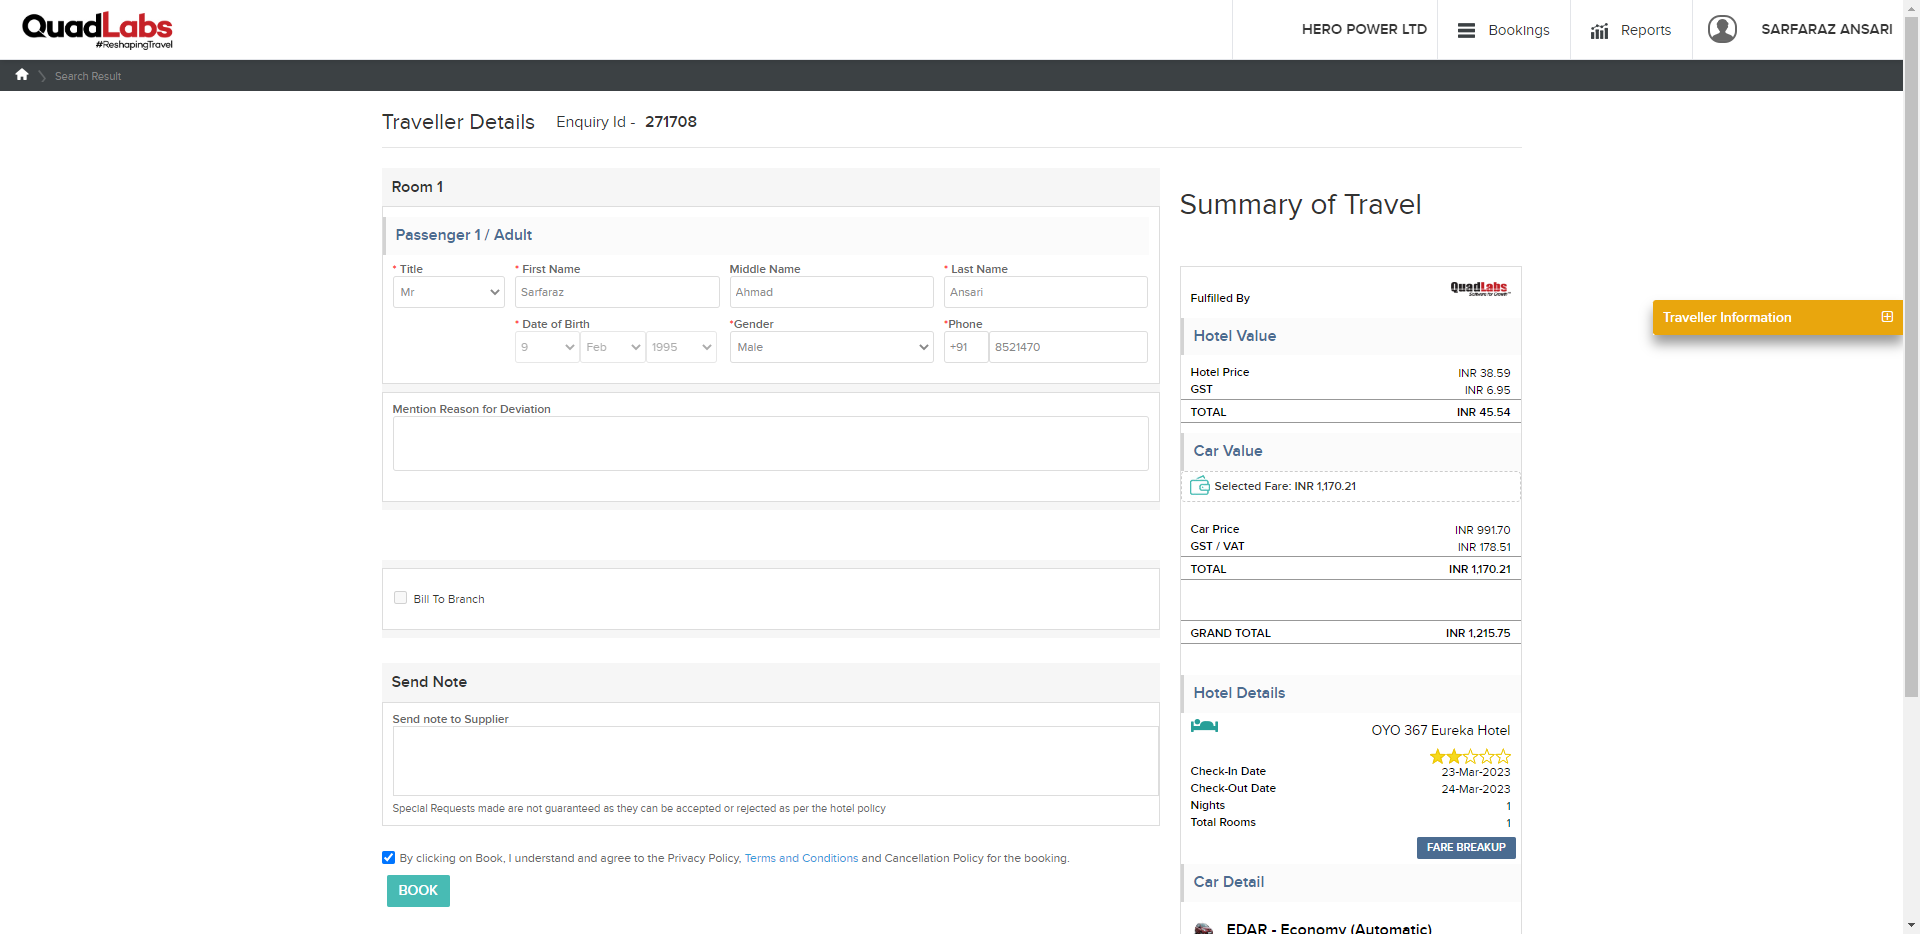 QuadLabs
#ReshapingTravel
HERO POWER LTD
Bookings
Reports
SARFARAZ ANSARI
Search Result
Traveller Details
Enquiry Id - 271708
Room 1
Passenger 1 / Adult
* Title
* First Name
Middle Name
* Last Name
Mr
Sarfaraz
Ahmad
Ansari
* Date of Birth
*Gender
*Phone
9
Feb
1995
Male
+91
8521470
Mention Reason for Deviation
Bill To Branch
Send Note
Send note to Supplier
Special Requests made are not guaranteed as they can be accepted or rejected as per the hotel policy
By clicking on Book, I understand and agree to the Privacy Policy, Terms and Conditions and Cancellation Policy for the booking.
BOOK
Summary of Travel
Fulfilled By
QuadLabs
Software for Growth
Hotel Value
Hotel Price INR 38.59
GST INR 6.95
TOTAL INR 45.54
Car Value
Selected Fare: INR 1,170.21
Car Price INR 991.70
GST / VAT INR 178.51
TOTAL INR 1,170.21
GRAND TOTAL INR 1,215.75
Hotel Details
OYO 367 Eureka Hotel
Check-In Date 23-Mar-2023
Check-Out Date 24-Mar-2023
Nights 1
Total Rooms 1
FARE BREAKUP
Car Detail
EDAR - Economy (Automatic)
Traveller Information